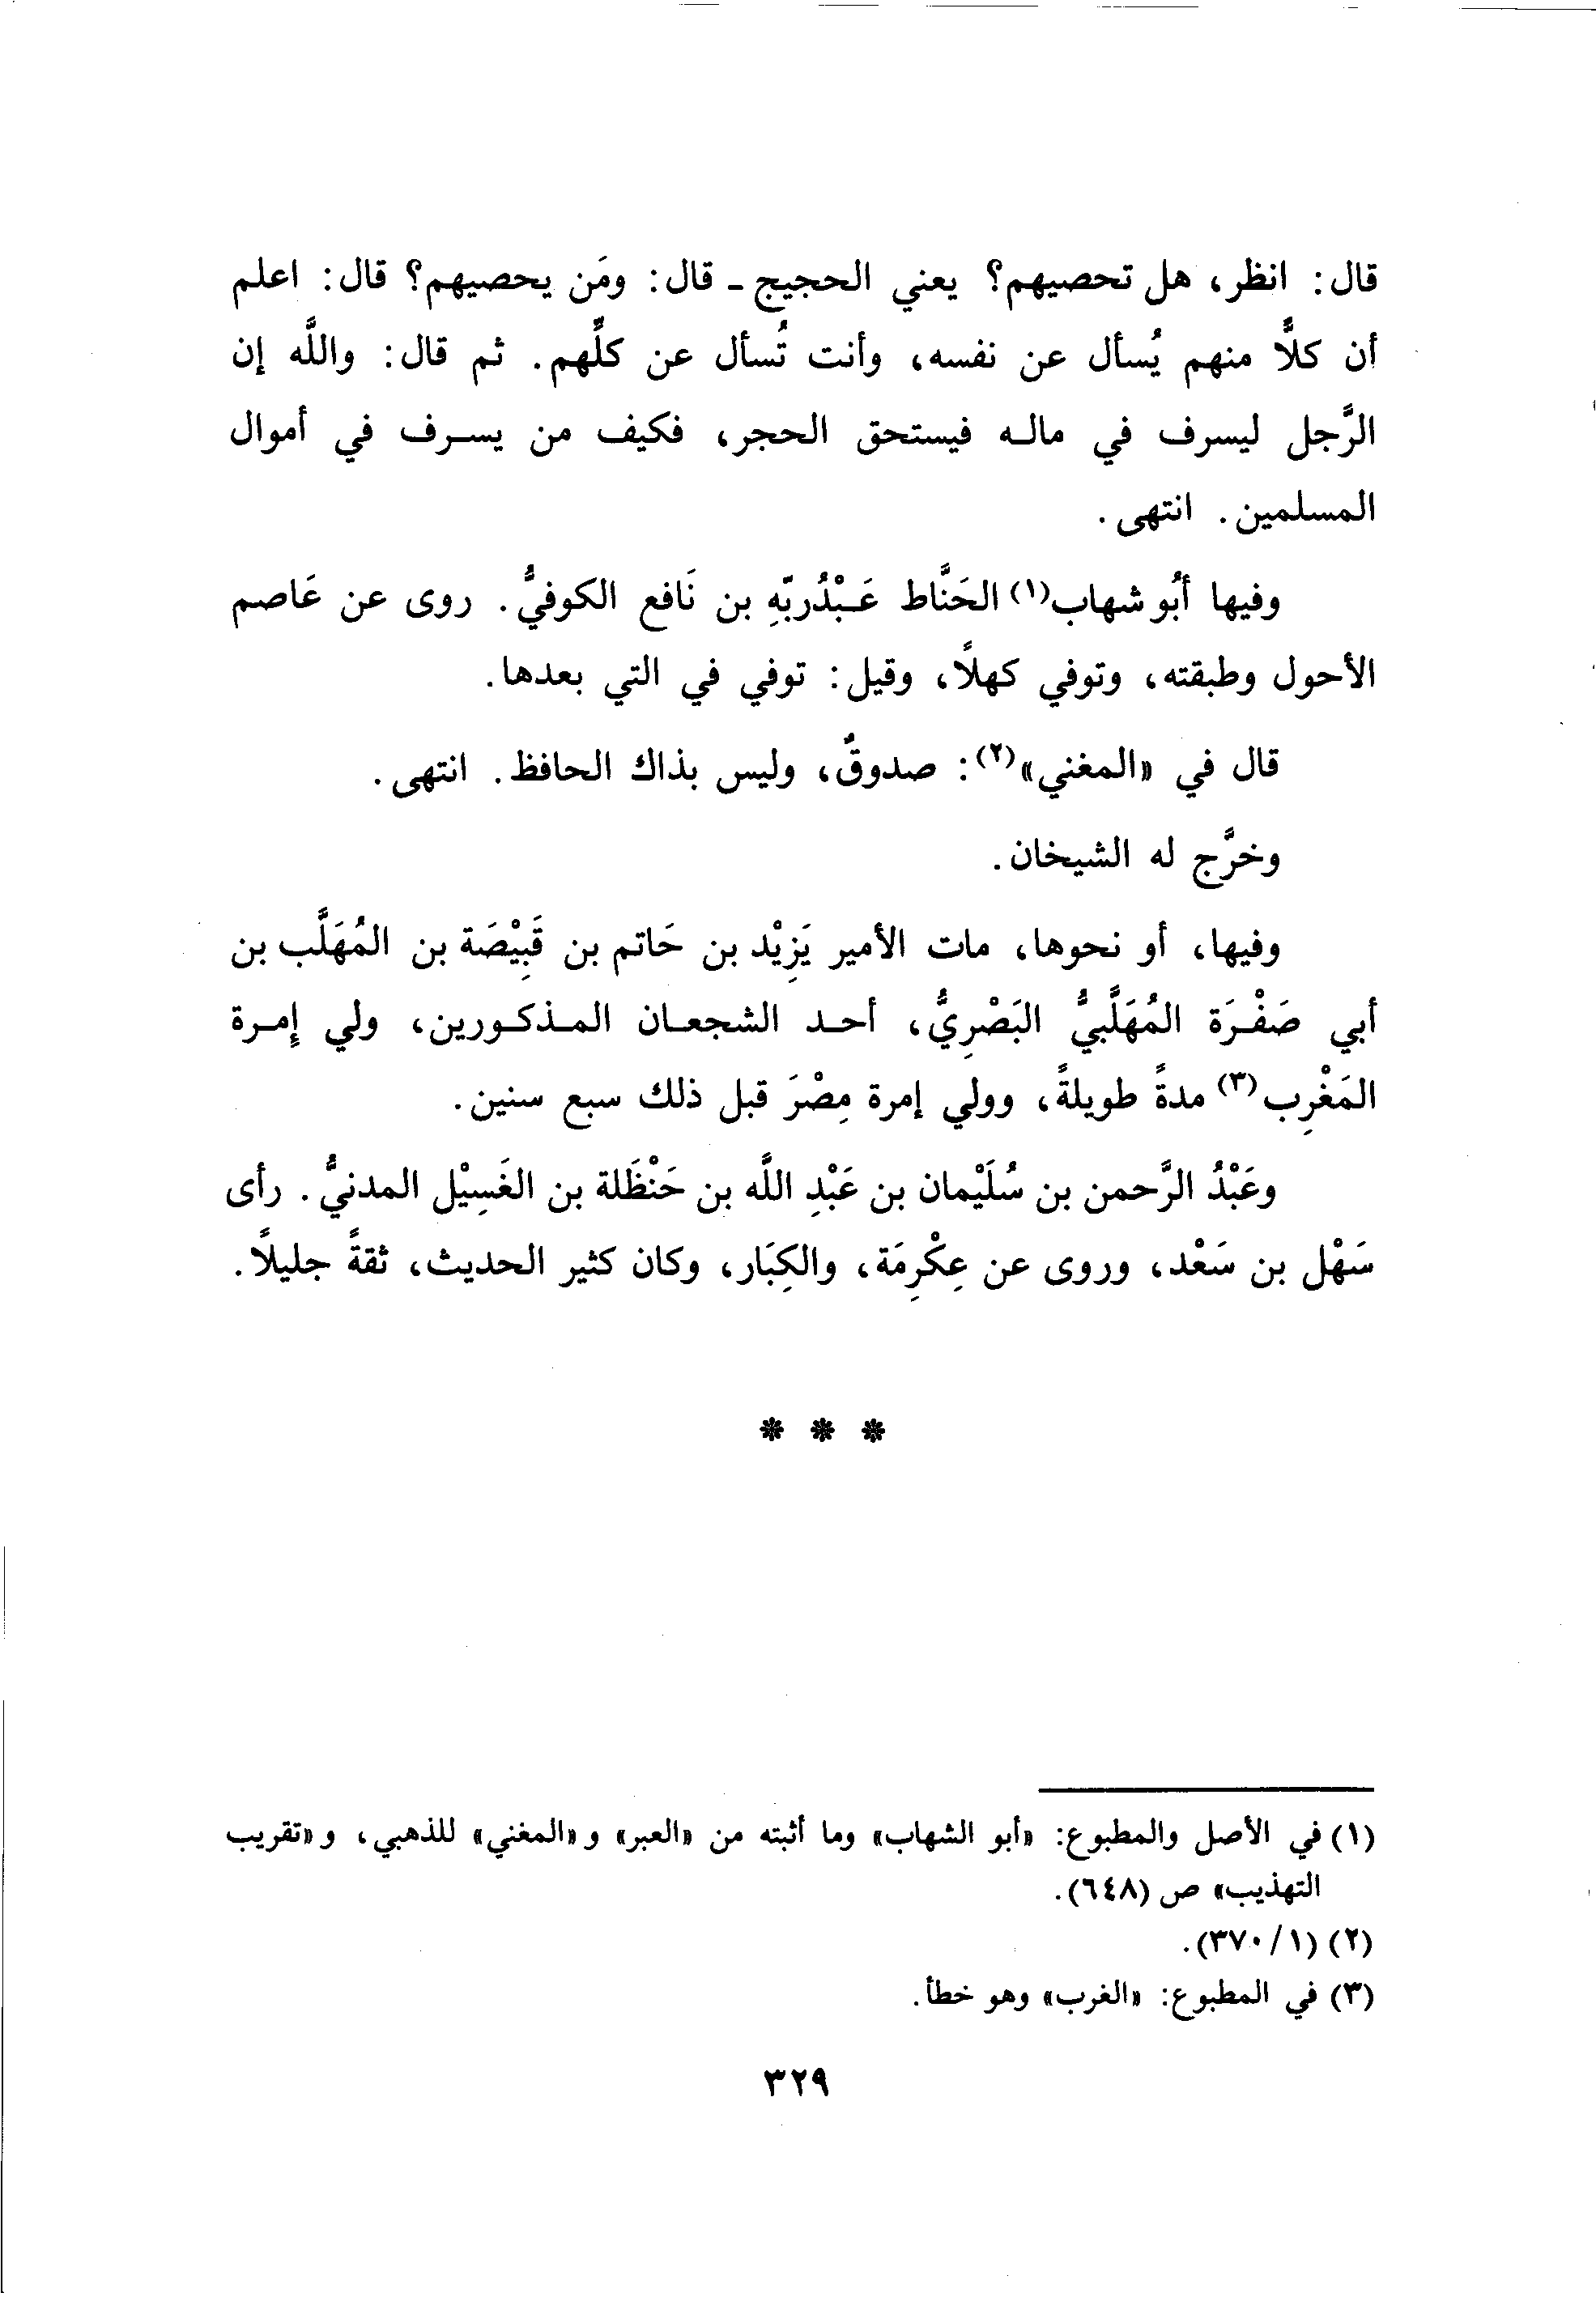 قال: انظر، هل تحصيهم؟ يعني الحجيج ـ قال: ومَن يحصيهم؟ قال: اعلم
أن كلًّا منهم يُسأل عن نفسه، وأنت تُسأل عن كلِّهم. ثم قال: واللَّه إن
الرَّجل ليسرف في مالـه فيستحق الحجر، فكيف من يسـرف في أموال
المسلمين. انتهى.
وفيها أبُو شهاب(١) الحَنَّاط عَـبْدُربِّهِ بن نَافع الكوفيُّ. روى عن عَاصم
الأحول وطبقته، وتوفي كهلًا، وقيل: توفي في التي بعدها.
قال في «المغني»(٢): صدوقٌ، وليس بذاك الحافظ. انتهى.
وخرَّج له الشيخان.
وفيها، أو نحوها، مات الأمير يَزِيْد بن حَاتم بن قَبِيْصَة بن المُهَلَّب بن
أبي صَفْـرَة المُهَلَّبيُّ البَصْرِيُّ، أحـد الشجعـان المـذكـورين، ولي إِمـرة
المَغْرِب(٣) مدةً طويلةً، وولي إمرة مِصْرَ قبل ذلك سبع سنين.
وعَبْدُ الرَّحمن بن سُلَيْمان بن عَبْدِ اللَّه بن حَنْظَلة بن الغَسِيْل المدنيُّ. رأى
سَهْل بن سَعْد، وروى عن عِكْرِمَة، والكِبَار، وكان كثير الحديث، ثقةً جليلًا.
* * *
(١) في الأصل والمطبوع: «أبو الشهاب» وما أثبته من «العبر» و«المغني» للذهبي، و«تقريب
التهذيب» ص (٦٤٨).
(٢) (١/ ٣٧٠).
(٣) في المطبوع: «الغرب» وهو خطأ.
٣٢٩